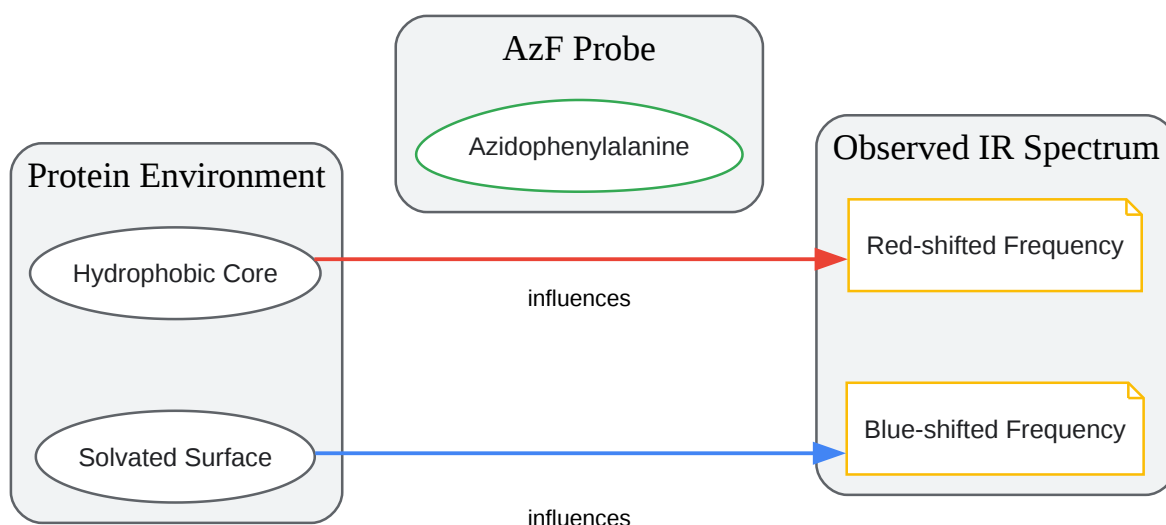 AzF Probe
Azidophenylalanine
Protein Environment
Observed IR Spectrum
Hydrophobic Core
Red-shifted Frequency
influences
Solvated Surface
Blue-shifted Frequency
influences